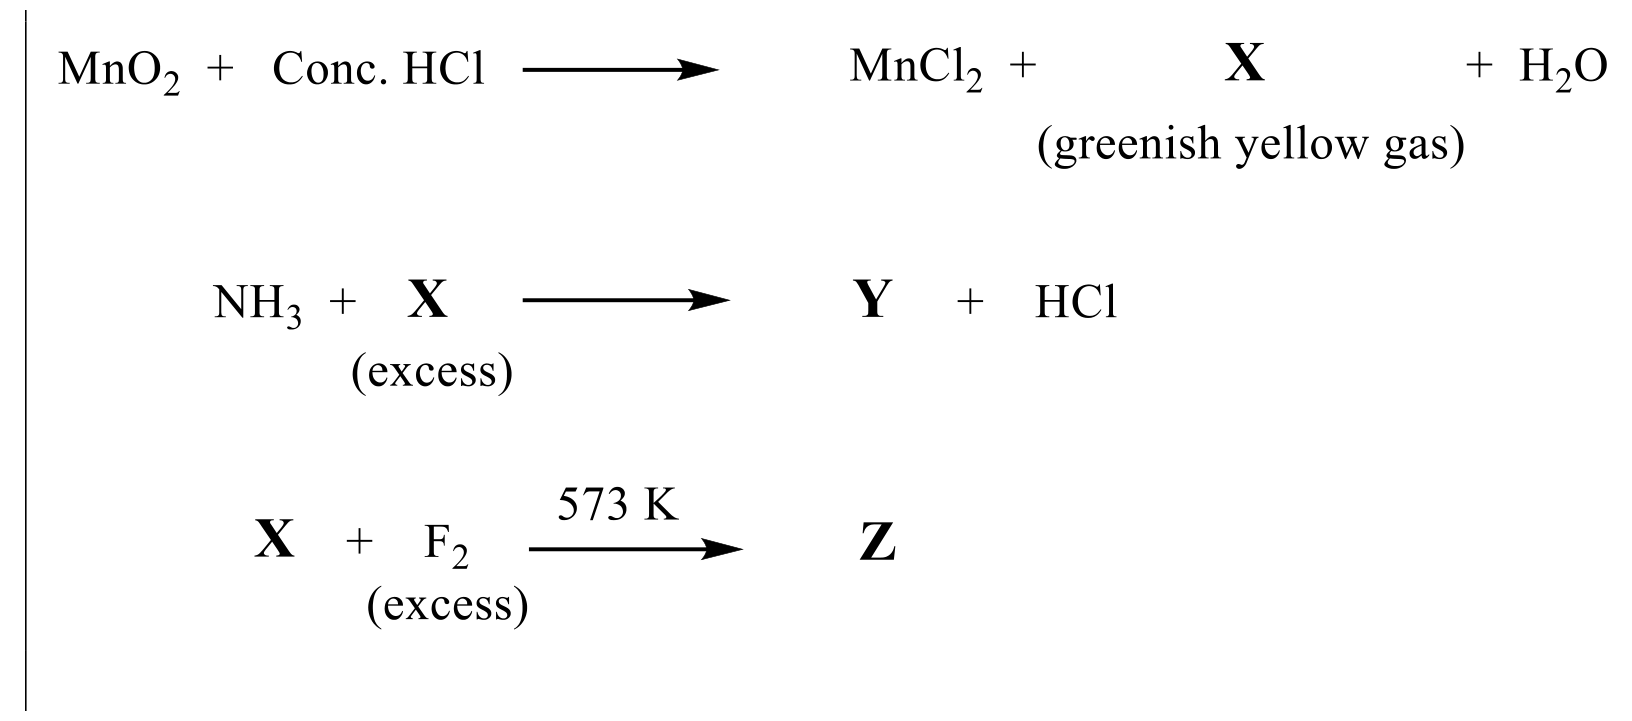 MnO₂ + Conc. HCl ⟶ MnCl₂ + X + H₂O
(greenish yellow gas)
NH₃ + X ⟶ Y + HCl
(excess)
573 K
X + F₂ ⟶ Z
(excess)